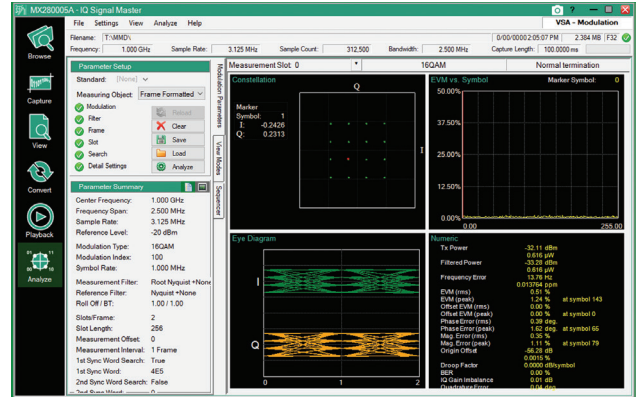 MX280005A - IQ Signal Master
File Settings View Analyze Help
VSA - Modulation
Filename: T:\MMD\
0/00/0000 2:05:07 PM 2.384 MB F32
Frequency: 1.000 GHz Sample Rate: 3.125 MHz Sample Count: 312,500 Bandwidth: 2.500 MHz Capture Length: 100.0000 ms
Browse
Capture
View
Convert
Playback
Analyze
Parameter Setup
Standard: [None]
Measuring Object: Frame Formatted
Modulation
Filter
Frame
Slot
Search
Detail Settings
Reload
Clear
Save
Load
Analyze
Parameter Summary
Center Frequency: 1.000 GHz
Frequency Span: 2.500 MHz
Sample Rate: 3.125 MHz
Reference Level: -20 dBm
Modulation Type: 16QAM
Modulation Index: 100
Symbol Rate: 1.000 MHz
Measurement Filter: Root Nyquist +None
Reference Filter: Nyquist +None
Roll Off / BT: 1.00 / 1.00
Slots/Frame: 2
Slot Length: 256
Measurement Offset: 0
Measurement Interval: 1 Frame
1st Sync Word Search: True
1st Sync Word: 4E5
2nd Sync Word Search: False
2nd Sync Word: 0
Modulation Parameters
View Modes
Sequencer
Measurement Slot: 0 * 16QAM Normal termination
Constellation
Q
Marker
Symbol: 1
I: -0.2426
Q: 0.2313
I
EVM vs. Symbol Marker Symbol: 0
50.00%
37.50%
25.00%
12.50%
0.00%
0.00 255.00
Eye Diagram
I
Q
0 1 2
Numeric
Tx Power -32.11 dBm
0.616 µW
Filtered Power -33.28 dBm
0.616 µW
Frequency Error 13.76 Hz
0.013764 ppm
EVM (rms) 0.51 %
EVM (peak) 1.24 % at symbol 143
Offset EVM (rms) 0.00 %
Offset EVM (peak) 0.00 % at symbol 0
Phase Error (rms) 0.39 deg.
Phase Error (peak) 1.62 deg. at symbol 65
Mag. Error (rms) 0.35 %
Mag. Error (peak) 1.11 % at symbol 79
Origin Offset -56.28 dB
0.0015 %
Droop Factor 0.0000 dB/symbol
BER 0.00 %
IQ Gain Imbalance 0.01 dB
Quadrature Error 0.04 deg.